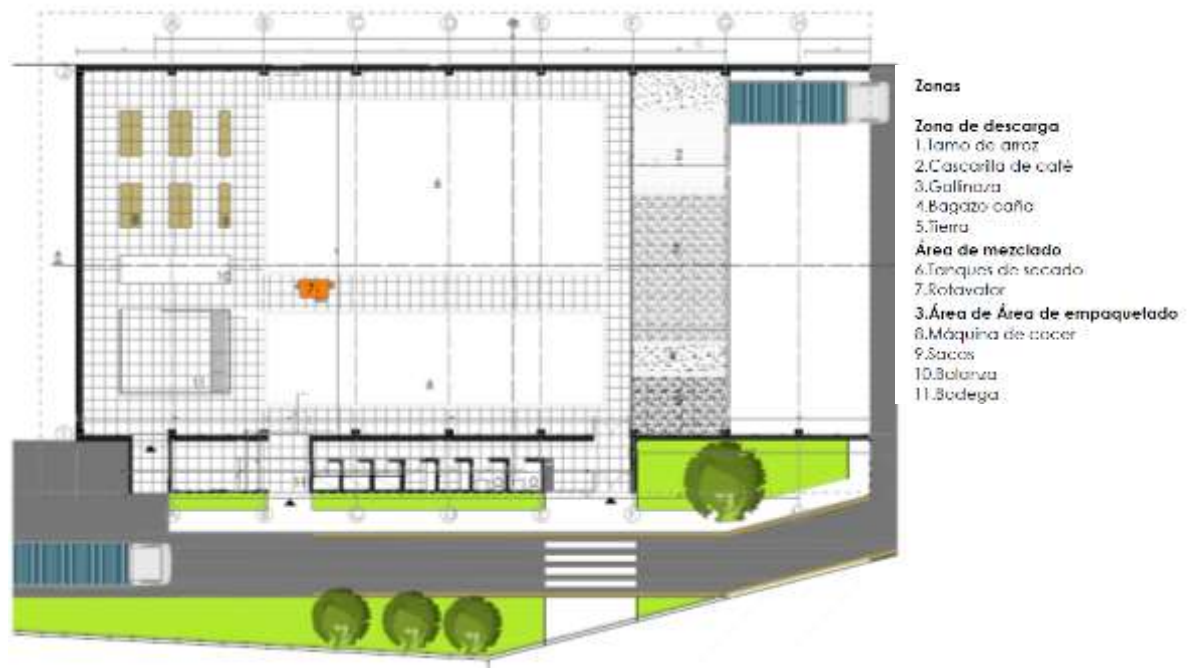 Zonas
Zona de descarga
1.Tamo de arroz
2.Cascarilla de café
3.Gallinaza
4.Bagazo caña
5.Tierra
Área de mezclado
6.Tanques de secado
7.Rotavator
3.Área de Área de empaquetado
8.Máquina de cocer
9.Sacos
10.Balanza
11.Bodega
7